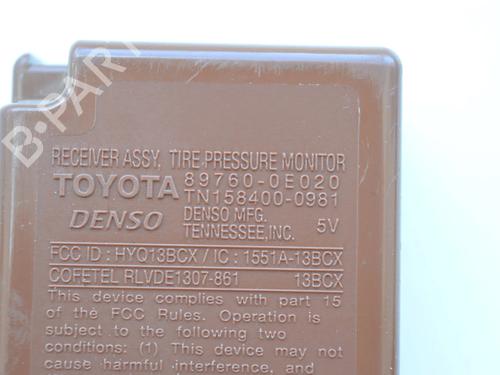 B-PART
RECEIVER ASSY, TIRE PRESSURE MONITOR
TOYOTA 89760-0E020
TN158400-0981
DENSO DENSO MFG. 5V
TENNESSEE,INC.
FCC ID : HYQ13BCX / IC : 1551A-13BCX
COFETEL RLVDE1307-861 13BCX
This device complies with part 15
of the FCC Rules. Operation is
subject to the following two
conditions: (1) This device may not
cause harmful interference, and